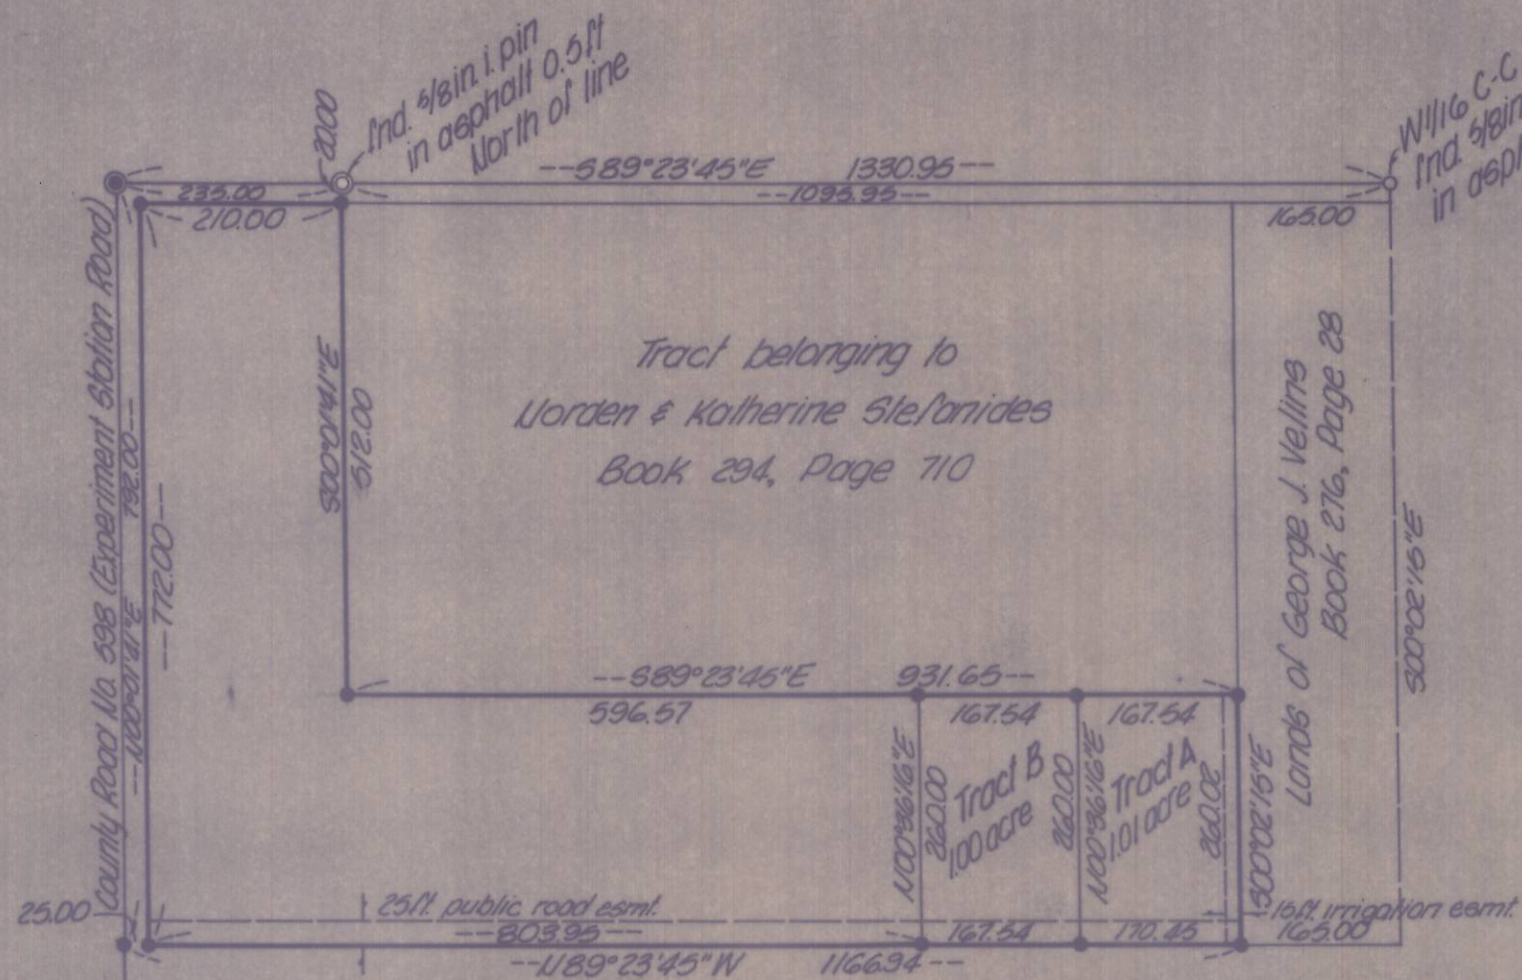 fnd. 5/8in. i. pin
in asphalt 0.5ft
North of line
20.00
W1/16 C-C
fnd. 5/8in
in asph
--S89°23'45"E 1330.95--
235.00
--1095.95--
210.00
165.00
County Road No. 598 (Experiment Station Road)
--N00°01'41"E 792.00--
--772.00--
S00°01'41"E
512.00
Tract belonging to
Norden & Katherine Stefanides
Book 294, Page 710
Lands of George J. Vellins
Book 276, Page 28
S00°02'15"E
--S89°23'45"E 931.65--
596.57
167.54
167.54
N00°36'16"E
260.00
Tract B
1.00 acre
260.00
N00°36'16"E
Tract A
1.01 acre
260.02
S00°02'15"E
25.00
25ft. public road esmt.
15ft. irrigation esmt.
--803.95--
167.54
170.45
165.00
--N89°23'45"W 1166.94--